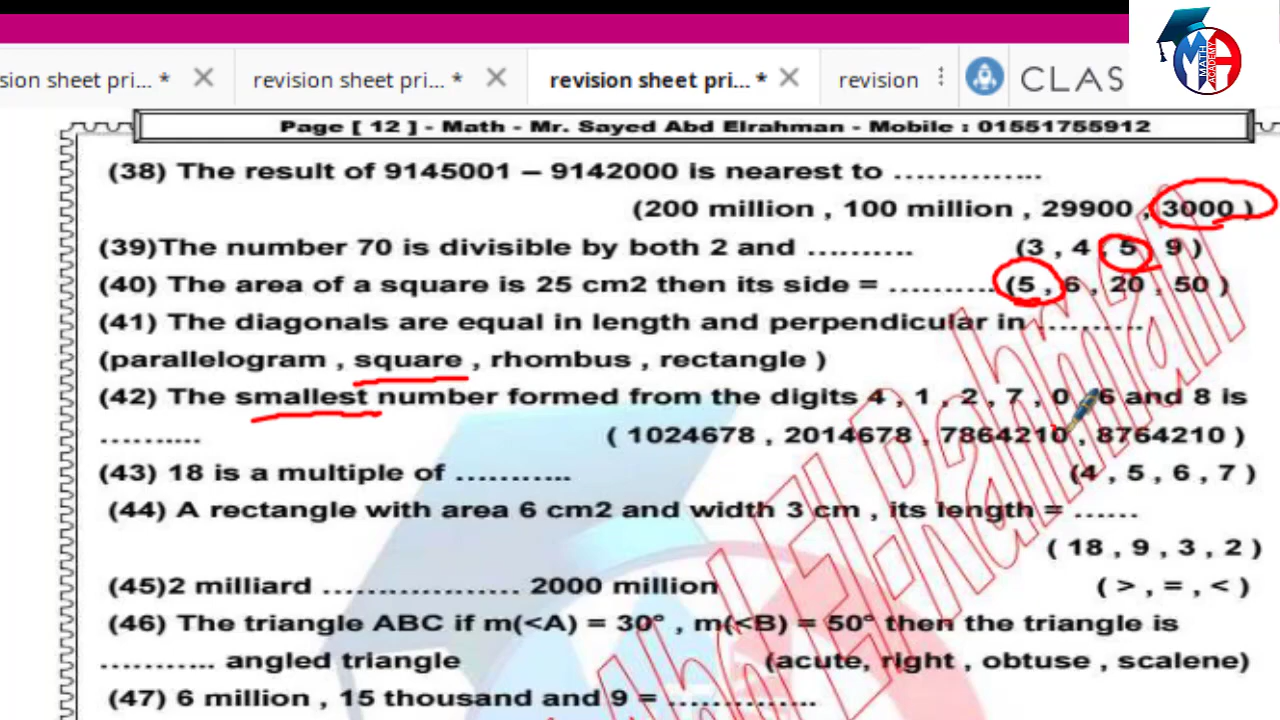 sion sheet pri... *
revision sheet pri... *
revision sheet pri... *
revision
CLAS
MATH ACADEMY
Page [ 12 ] - Math - Mr. Sayed Abd Elrahman - Mobile : 01551755912
(38) The result of 9145001 – 9142000 is nearest to …………..
(200 million , 100 million , 29900 , 3000 )
(39)The number 70 is divisible by both 2 and ………. (3 , 4 , 5 , 9 )
(40) The area of a square is 25 cm2 then its side = ………. (5 , 6 , 20 , 50 )
(41) The diagonals are equal in length and perpendicular in ……….
(parallelogram , square , rhombus , rectangle )
(42) The smallest number formed from the digits 4 , 1 , 2 , 7 , 0 , 6 and 8 is
………. ( 1024678 , 2014678 , 7864210 , 8764210 )
(43) 18 is a multiple of ……….. (4 , 5 , 6 , 7 )
(44) A rectangle with area 6 cm2 and width 3 cm , its length = ……
( 18 , 9 , 3 , 2 )
(45)2 milliard ……………….. 2000 million ( > , = , < )
(46) The triangle ABC if m(<A) = 30° , m(<B) = 50° then the triangle is
……….. angled triangle (acute, right , obtuse , scalene)
(47) 6 million , 15 thousand and 9 = …………..
Abd El-Rahman